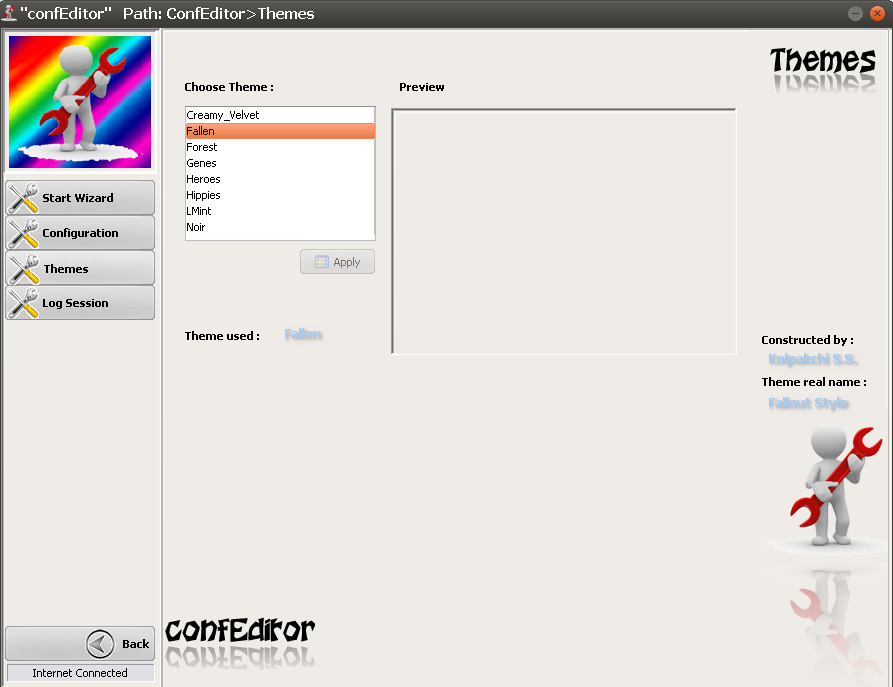 "confEditor" Path: ConfEditor>Themes
Themes
Choose Theme :
Preview
Creamy_Velvet
Fallen
Forest
Genes
Heroes
Hippies
LMint
Noir
Apply
Theme used :
Fallen
Start Wizard
Configuration
Themes
Log Session
Constructed by :
Kolpakchi S.S.
Theme real name :
Fallout Style
confEditor
Back
Internet Connected